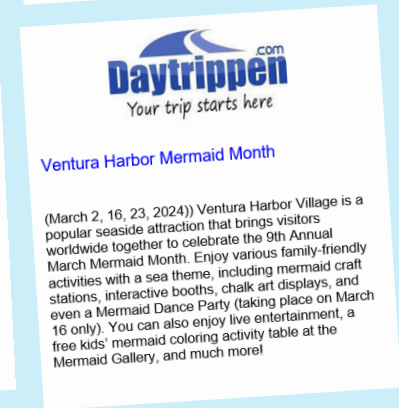 Daytrippen.com
Your trip starts here
Ventura Harbor Mermaid Month
(March 2, 16, 23, 2024)) Ventura Harbor Village is a
popular seaside attraction that brings visitors
worldwide together to celebrate the 9th Annual
March Mermaid Month. Enjoy various family-friendly
activities with a sea theme, including mermaid craft
stations, interactive booths, chalk art displays, and
even a Mermaid Dance Party (taking place on March
16 only). You can also enjoy live entertainment, a
free kids' mermaid coloring activity table at the
Mermaid Gallery, and much more!